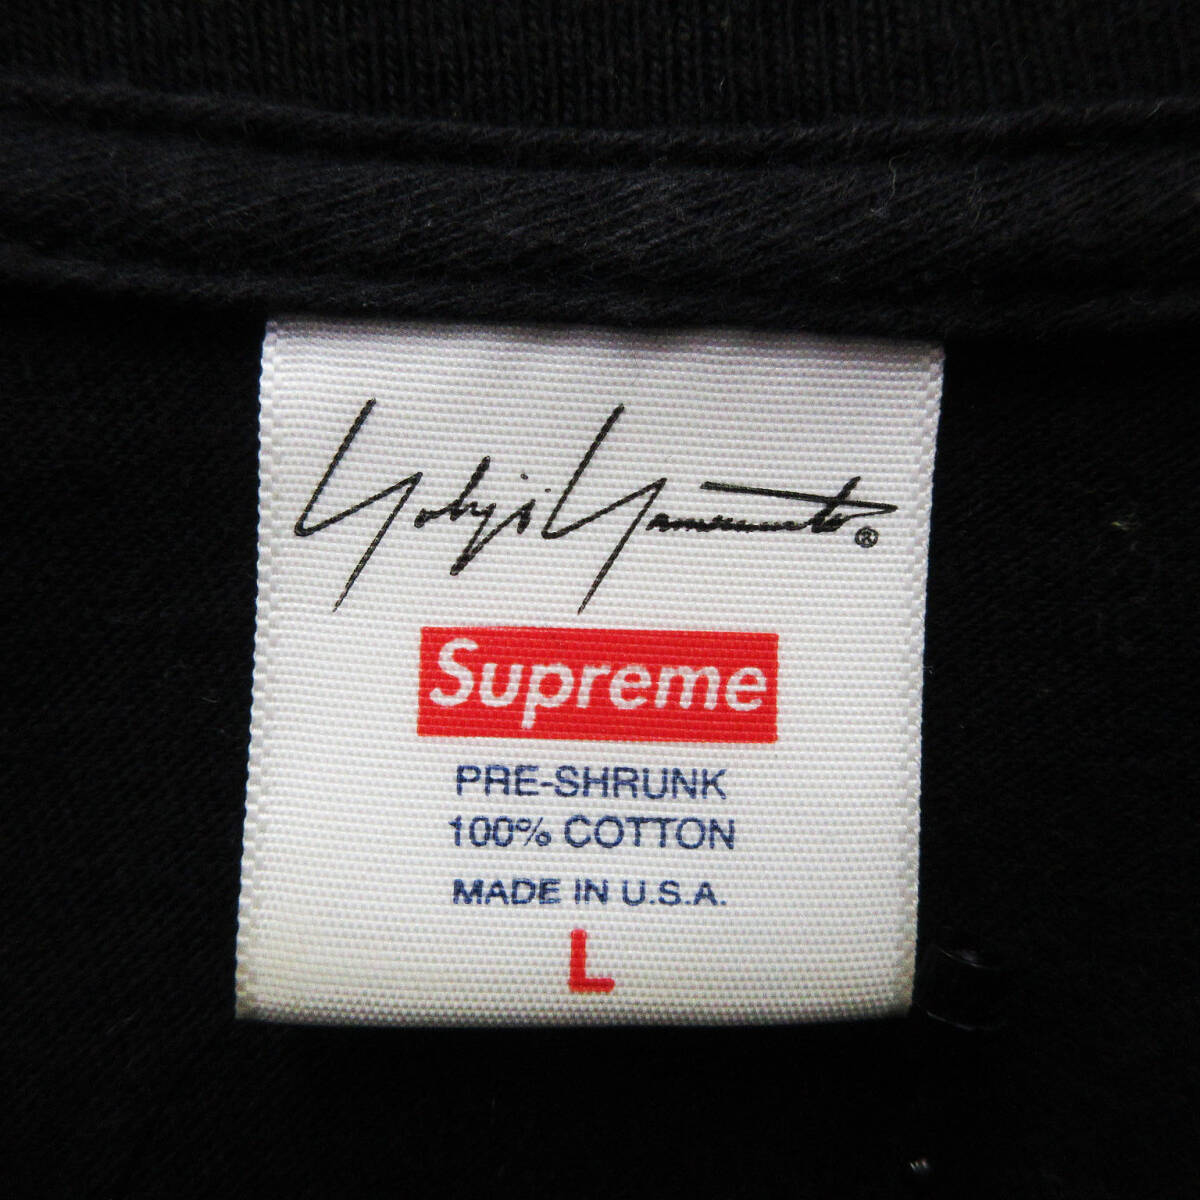 Yohji Yamamoto®
Supreme
PRE-SHRUNK
100% COTTON
MADE IN U.S.A.
L